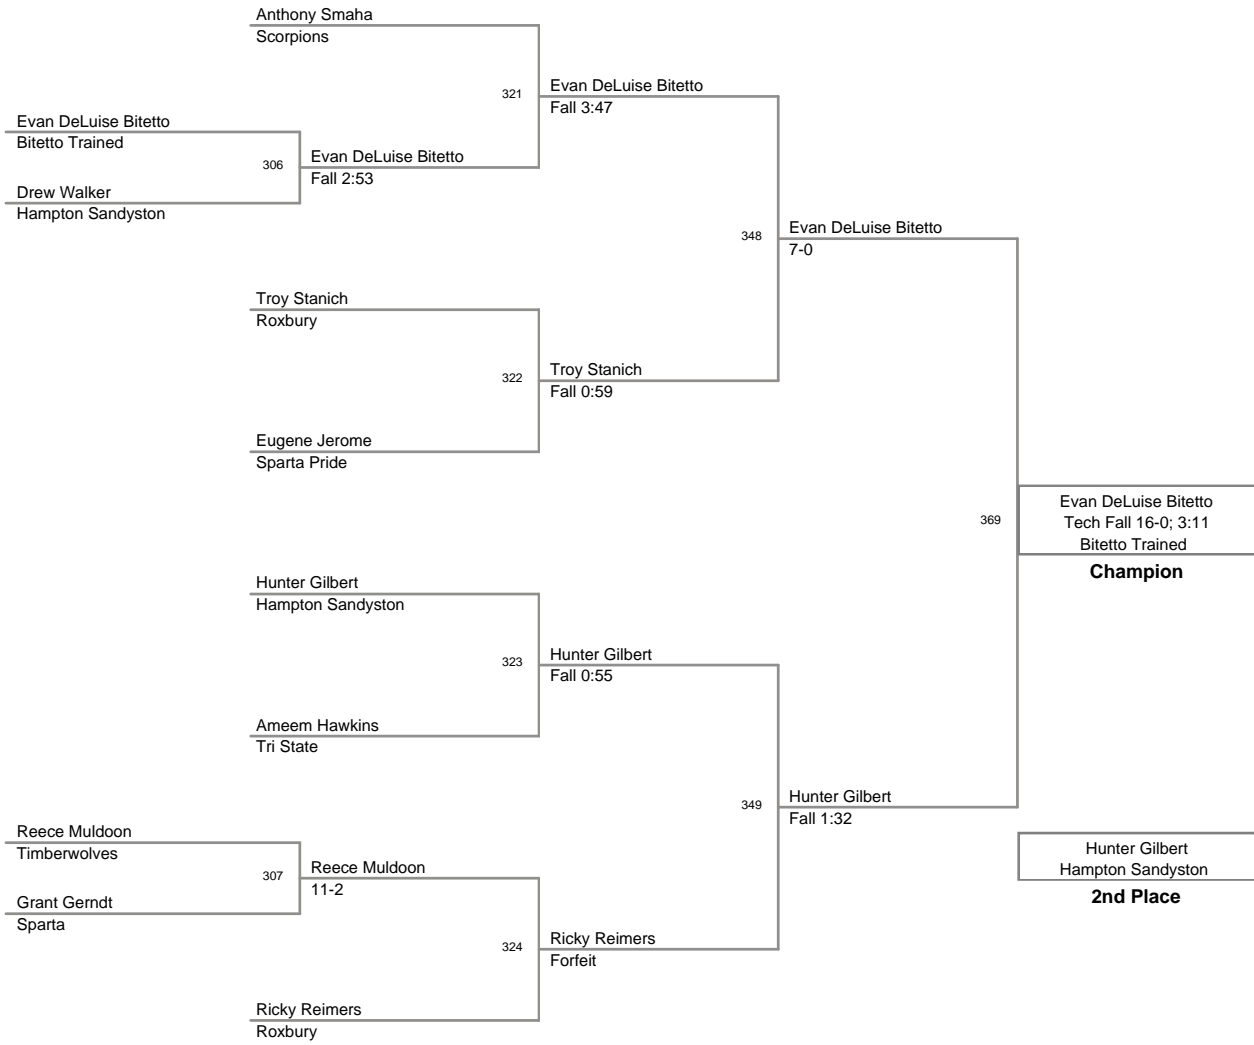 Anthony Smaha
Scorpions
321
Evan DeLuise Bitetto
Fall 3:47
Evan DeLuise Bitetto
Bitetto Trained
306
Evan DeLuise Bitetto
Fall 2:53
Drew Walker
Hampton Sandyston
348
Evan DeLuise Bitetto
7-0
Troy Stanich
Roxbury
322
Troy Stanich
Fall 0:59
Eugene Jerome
Sparta Pride
369
Evan DeLuise Bitetto
Tech Fall 16-0; 3:11
Bitetto Trained
Champion
Hunter Gilbert
Hampton Sandyston
323
Hunter Gilbert
Fall 0:55
Ameem Hawkins
Tri State
349
Hunter Gilbert
Fall 1:32
Reece Muldoon
Timberwolves
307
Reece Muldoon
11-2
Grant Gerndt
Sparta
324
Ricky Reimers
Forfeit
Ricky Reimers
Roxbury
Hunter Gilbert
Hampton Sandyston
2nd Place